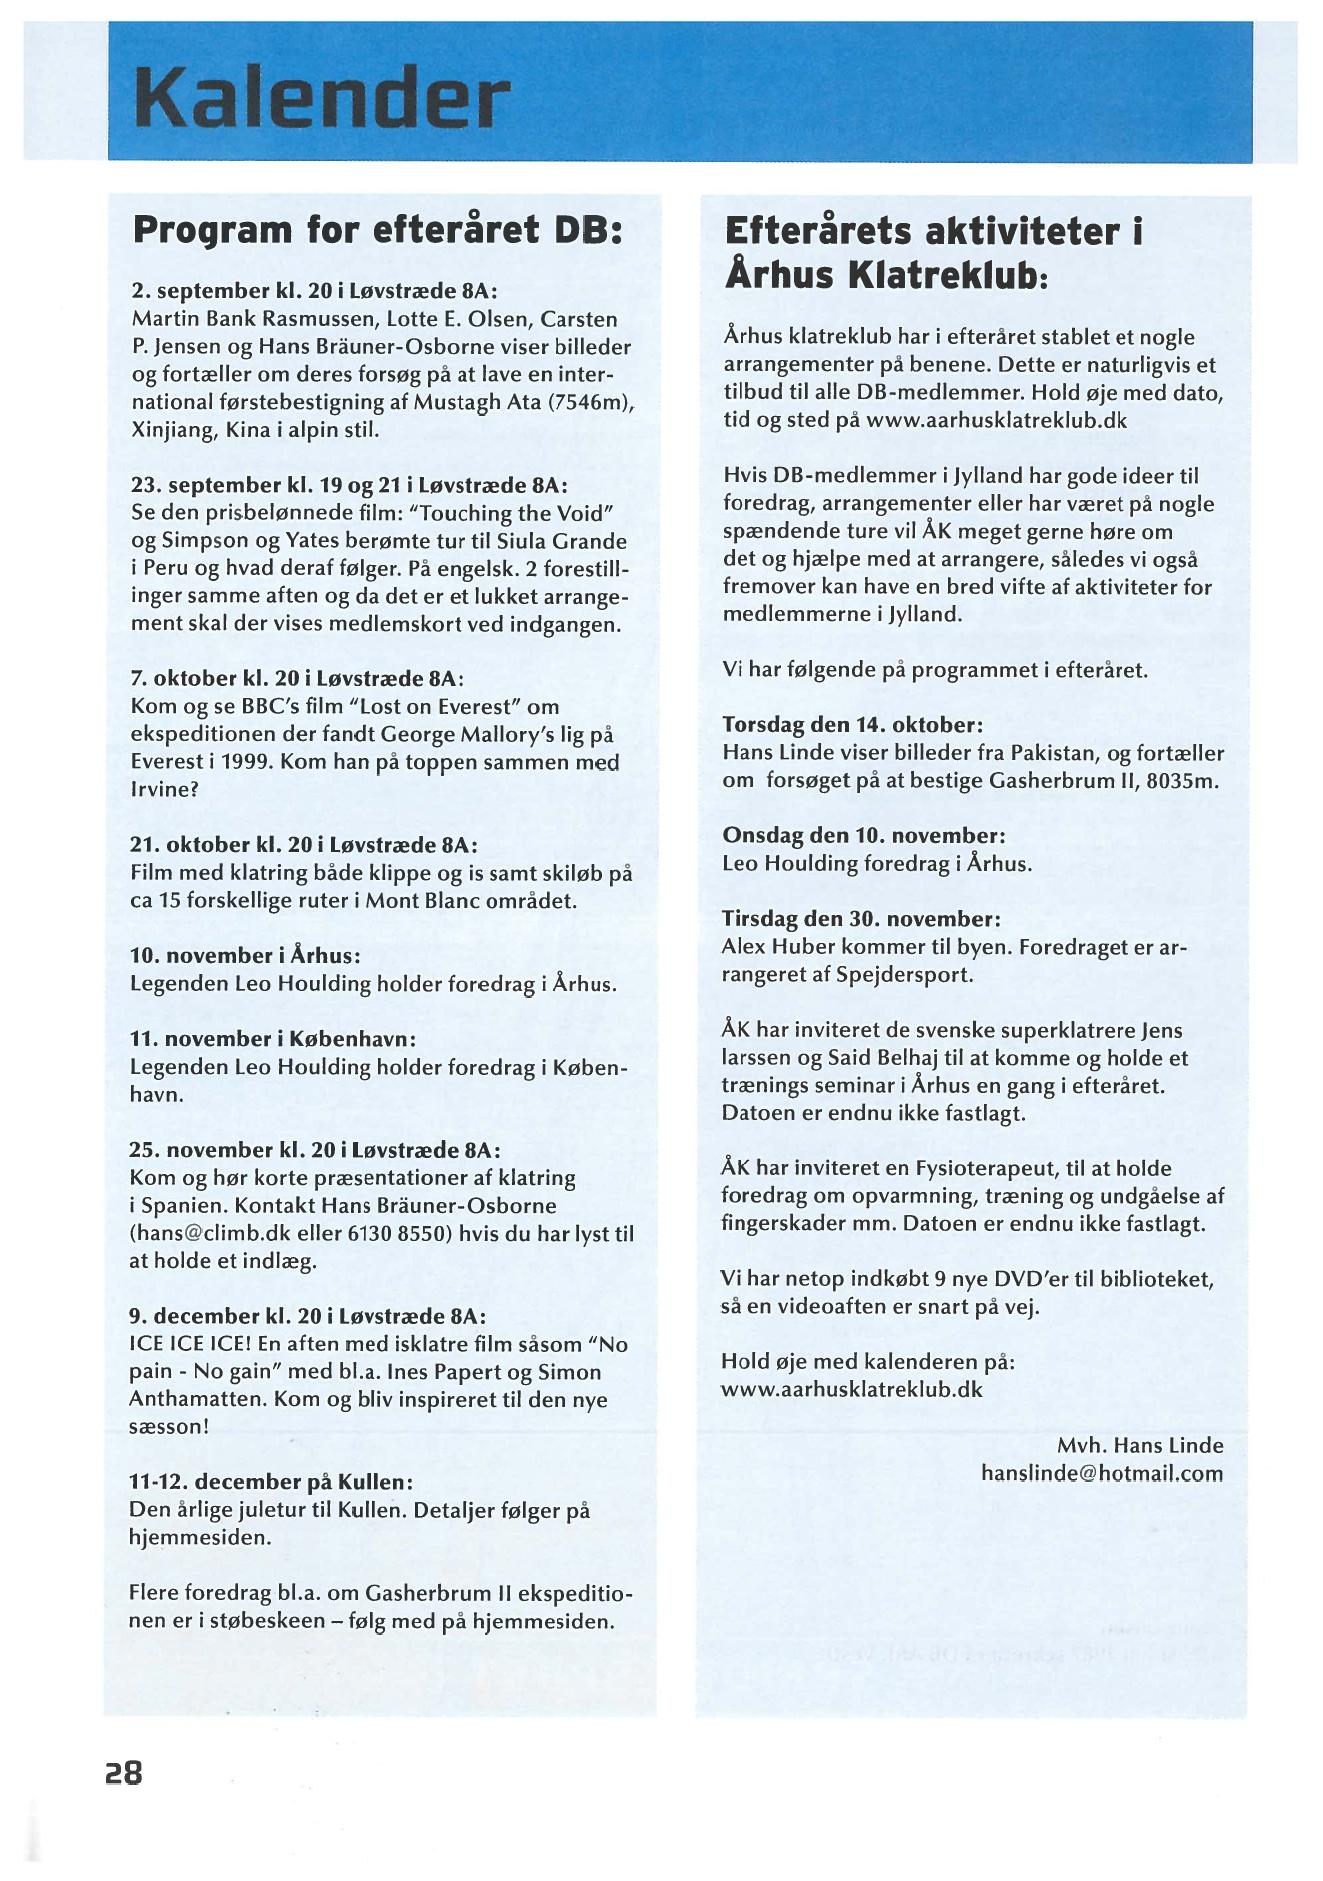 Kalender
Program for efteråret DB:
2. september kl. 20 i Løvstræde 8A:
Martin Bank Rasmussen, Lotte E. Olsen, Carsten
P. Jensen og Hans Bräuner-Osborne viser billeder
og fortæller om deres forsøg på at lave en inter-
national førstebestigning af Mustagh Ata (7546m),
Xinjiang, Kina i alpin stil.
23. september kl. 19 og 21 i Løvstræde 8A:
Se den prisbelønnede film: "Touching the Void"
og Simpson og Yates berømte tur til Siula Grande
i Peru og hvad deraf følger. På engelsk. 2 forestill-
inger samme aften og da det er et lukket arrange-
ment skal der vises medlemskort ved indgangen.
7. oktober kl. 20 i Løvstræde 8A:
Kom og se BBC's film "Lost on Everest" om
ekspeditionen der fandt George Mallory's lig på
Everest i 1999. Kom han på toppen sammen med
Irvine?
21. oktober kl. 20 i Løvstræde 8A:
Film med klatring både klippe og is samt skiløb på
ca 15 forskellige ruter i Mont Blanc området.
10. november i Århus:
Legenden Leo Houlding holder foredrag i Århus.
11. november i København:
Legenden Leo Houlding holder foredrag i Køben-
havn.
25. november kl. 20 i Løvstræde 8A:
Kom og hør korte præsentationer af klatring
i Spanien. Kontakt Hans Bräuner-Osborne
(hans@climb.dk eller 6130 8550) hvis du har lyst til
at holde et indlæg.
9. december kl. 20 i Løvstræde 8A:
ICE ICE ICE! En aften med isklatre film såsom "No
pain - No gain" med bl.a. Ines Papert og Simon
Anthamatten. Kom og bliv inspireret til den nye
sæsson!
11-12. december på Kullen:
Den årlige juletur til Kullen. Detaljer følger på
hjemmesiden.
Flere foredrag bl.a. om Gasherbrum II ekspeditio-
nen er i støbeskeen – følg med på hjemmesiden.
Efterårets aktiviteter i
Århus Klatreklub:
Århus klatreklub har i efteråret stablet et nogle
arrangementer på benene. Dette er naturligvis et
tilbud til alle DB-medlemmer. Hold øje med dato,
tid og sted på www.aarhusklatreklub.dk
Hvis DB-medlemmer i Jylland har gode ideer til
foredrag, arrangementer eller har været på nogle
spændende ture vil ÅK meget gerne høre om
det og hjælpe med at arrangere, således vi også
fremover kan have en bred vifte af aktiviteter for
medlemmerne i Jylland.
Vi har følgende på programmet i efteråret.
Torsdag den 14. oktober:
Hans Linde viser billeder fra Pakistan, og fortæller
om forsøget på at bestige Gasherbrum II, 8035m.
Onsdag den 10. november:
Leo Houlding foredrag i Århus.
Tirsdag den 30. november:
Alex Huber kommer til byen. Foredraget er ar-
rangeret af Spejdersport.
ÅK har inviteret de svenske superklatrere Jens
larssen og Said Belhaj til at komme og holde et
trænings seminar i Århus en gang i efteråret.
Datoen er endnu ikke fastlagt.
ÅK har inviteret en Fysioterapeut, til at holde
foredrag om opvarmning, træning og undgåelse af
fingerskader mm. Datoen er endnu ikke fastlagt.
Vi har netop indkøbt 9 nye DVD'er til biblioteket,
så en videoaften er snart på vej.
Hold øje med kalenderen på:
www.aarhusklatreklub.dk
Mvh. Hans Linde
hanslinde@hotmail.com
28